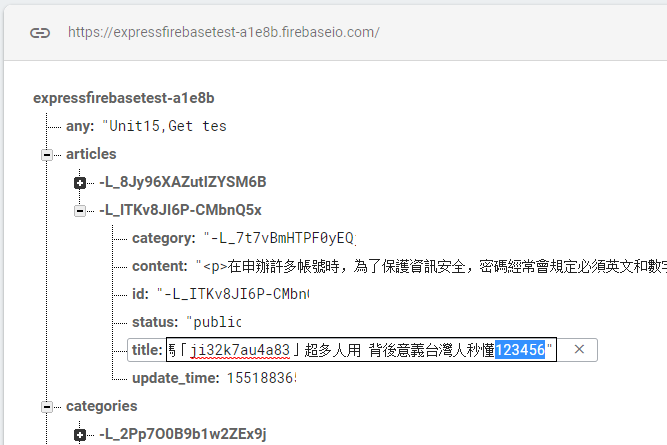 https://expressfirebasetest-a1e8b.firebaseio.com/
expressfirebasetest-a1e8b
any: "Unit15,Get tes
articles
-L_8Jy96XAZutIZYSM6B
-L_ITKv8JI6P-CMbnQ5x
category: "-L_7t7vBmHTPF0yEQ
content: "<p>在申辦許多帳號時，為了保護資訊安全，密碼經常會規定必須英文和數字
id: "-L_ITKv8JI6P-CMbn
status: "public
title: 「ji32k7au4a83」超多人用 背後意義台灣人秒懂123456"
update_time: 155188365
categories
-L_2Pp7O0B9b1w2ZEx9j